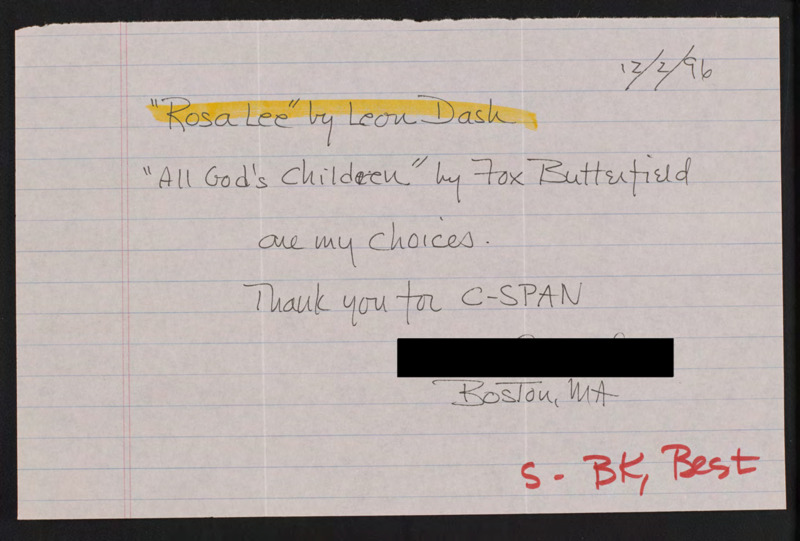 12/2/96
"Rosa Lee" by Leon Dash
"All God's Children" by Fox Butterfield
are my choices.
Thank you for C-SPAN
Boston, MA
S - BK, Best